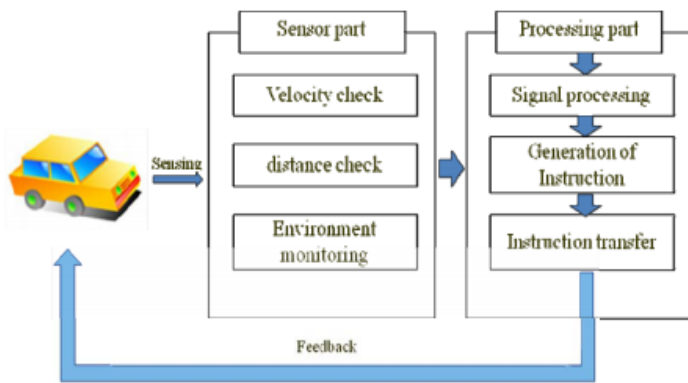 Sensor part
Velocity check
distance check
Environment
monitoring
Processing part
Signal processing
Generation of
Instruction
Instruction transfer
Sensing
Feedback